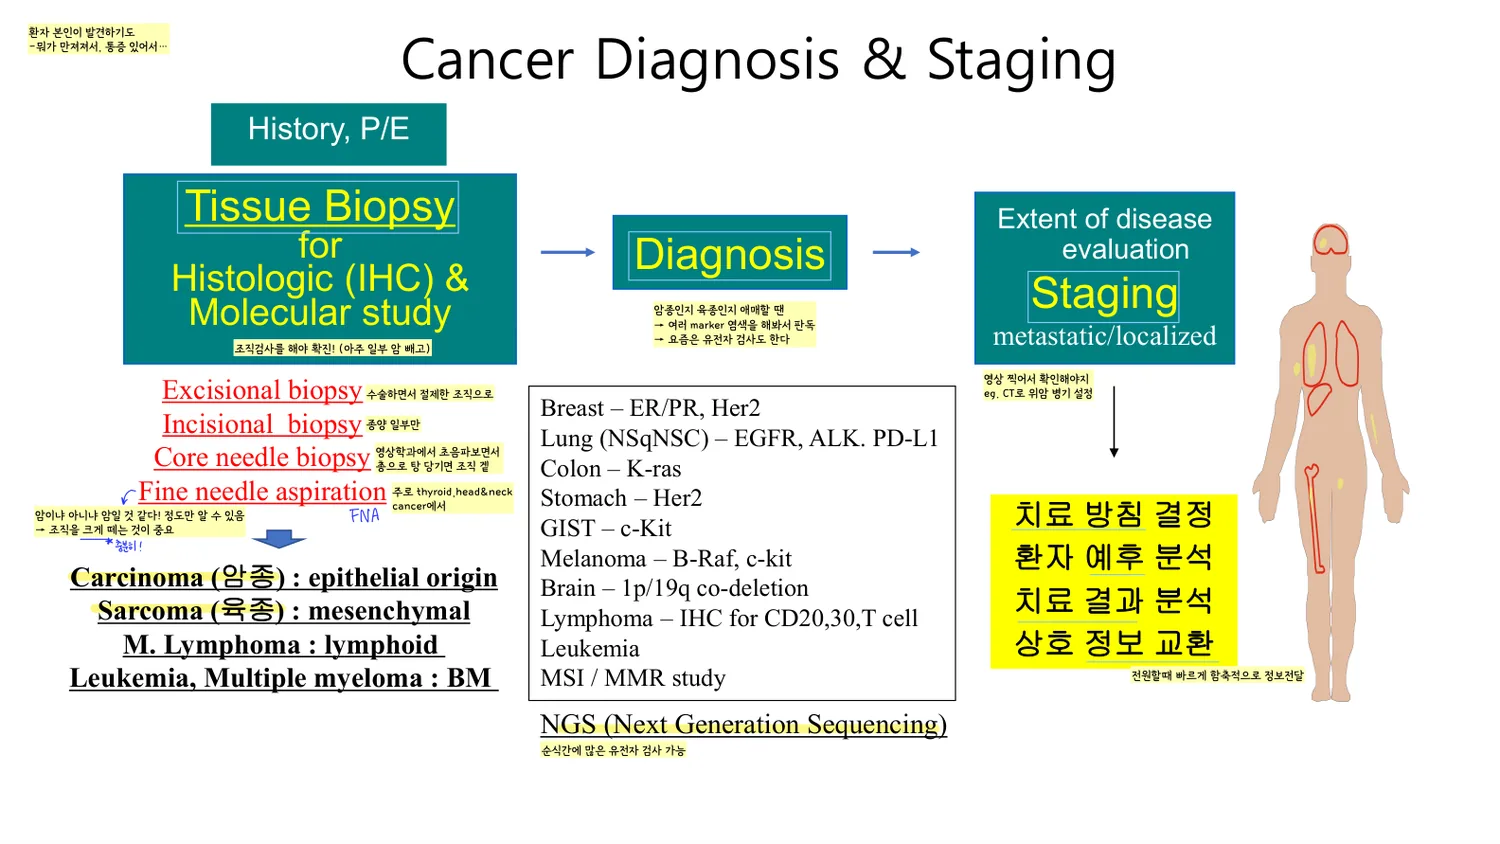 환자 본인이 발견하기도
-뭐가 만져져서, 통증 있어서…
Cancer Diagnosis & Staging
History, P/E
Tissue Biopsy
for
Histologic (IHC) &
Molecular study
조직검사를 해야 확진! (아주 일부 암 빼고)
Excisional biopsy 수술하면서 절제한 조직으로
Incisional biopsy 종양 일부만
Core needle biopsy 영상학과에서 초음파보면서
총으로 탕 당기면 조직 겥
Fine needle aspiration 주로 thyroid,head&neck
cancer에서
FNA
암이냐 아니냐 암일 것 같다! 정도만 알 수 있음
→ 조직을 크게 떼는 것이 중요
충분히!
Carcinoma (암종) : epithelial origin
Sarcoma (육종) : mesenchymal
M. Lymphoma : lymphoid
Leukemia, Multiple myeloma : BM
Diagnosis
암종인지 육종인지 애매할 땐
→ 여러 marker 염색을 해봐서 판독
→ 요즘은 유전자 검사도 한다
Breast – ER/PR, Her2
Lung (NSqNSC) – EGFR, ALK. PD-L1
Colon – K-ras
Stomach – Her2
GIST – c-Kit
Melanoma – B-Raf, c-kit
Brain – 1p/19q co-deletion
Lymphoma – IHC for CD20,30,T cell
Leukemia
MSI / MMR study
NGS (Next Generation Sequencing)
순식간에 많은 유전자 검사 가능
Extent of disease
evaluation
Staging
metastatic/localized
영상 찍어서 확인해야지
eg. CT로 위암 병기 설정
치료 방침 결정
환자 예후 분석
치료 결과 분석
상호 정보 교환
전원할때 빠르게 함축적으로 정보전달